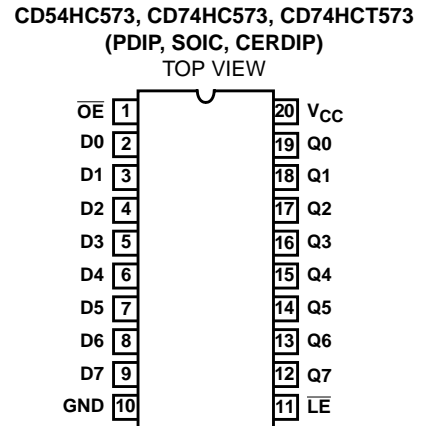 CD54HC573, CD74HC573, CD74HCT573
(PDIP, SOIC, CERDIP)
TOP VIEW
OE 1 20 VCC
D0 2 19 Q0
D1 3 18 Q1
D2 4 17 Q2
D3 5 16 Q3
D4 6 15 Q4
D5 7 14 Q5
D6 8 13 Q6
D7 9 12 Q7
GND 10 11 LE